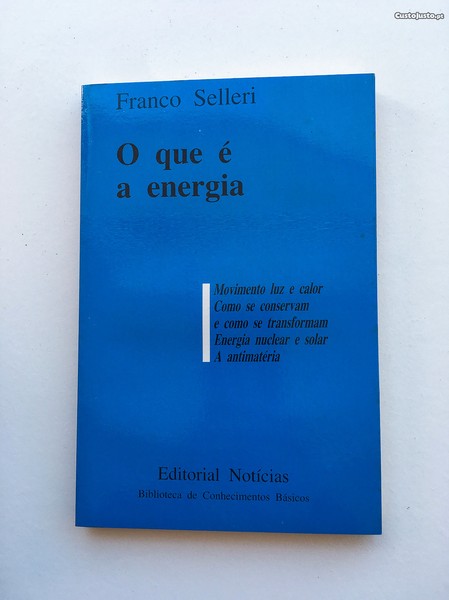 CustoJusto.pt
Franco Selleri
O que é
a energia
Movimento luz e calor
Como se conservam
e como se transformam
Energia nuclear e solar
A antimatéria
Editorial Notícias
Biblioteca de Conhecimentos Básicos